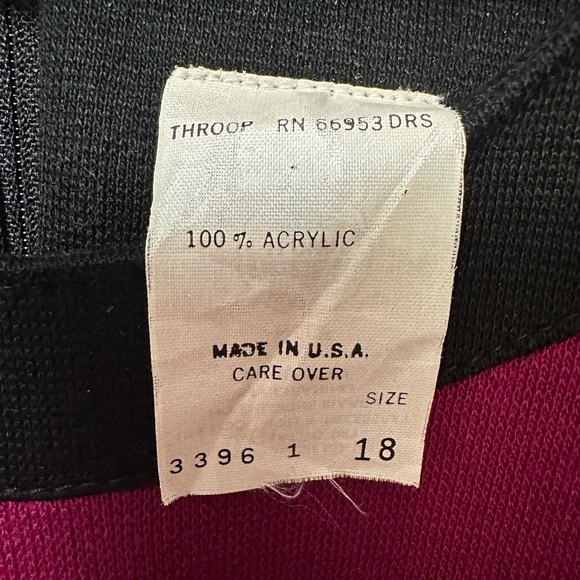 THROOP RN 66953 DRS
100 % ACRYLIC
MADE IN U.S.A.
CARE OVER
SIZE
3396 1 18